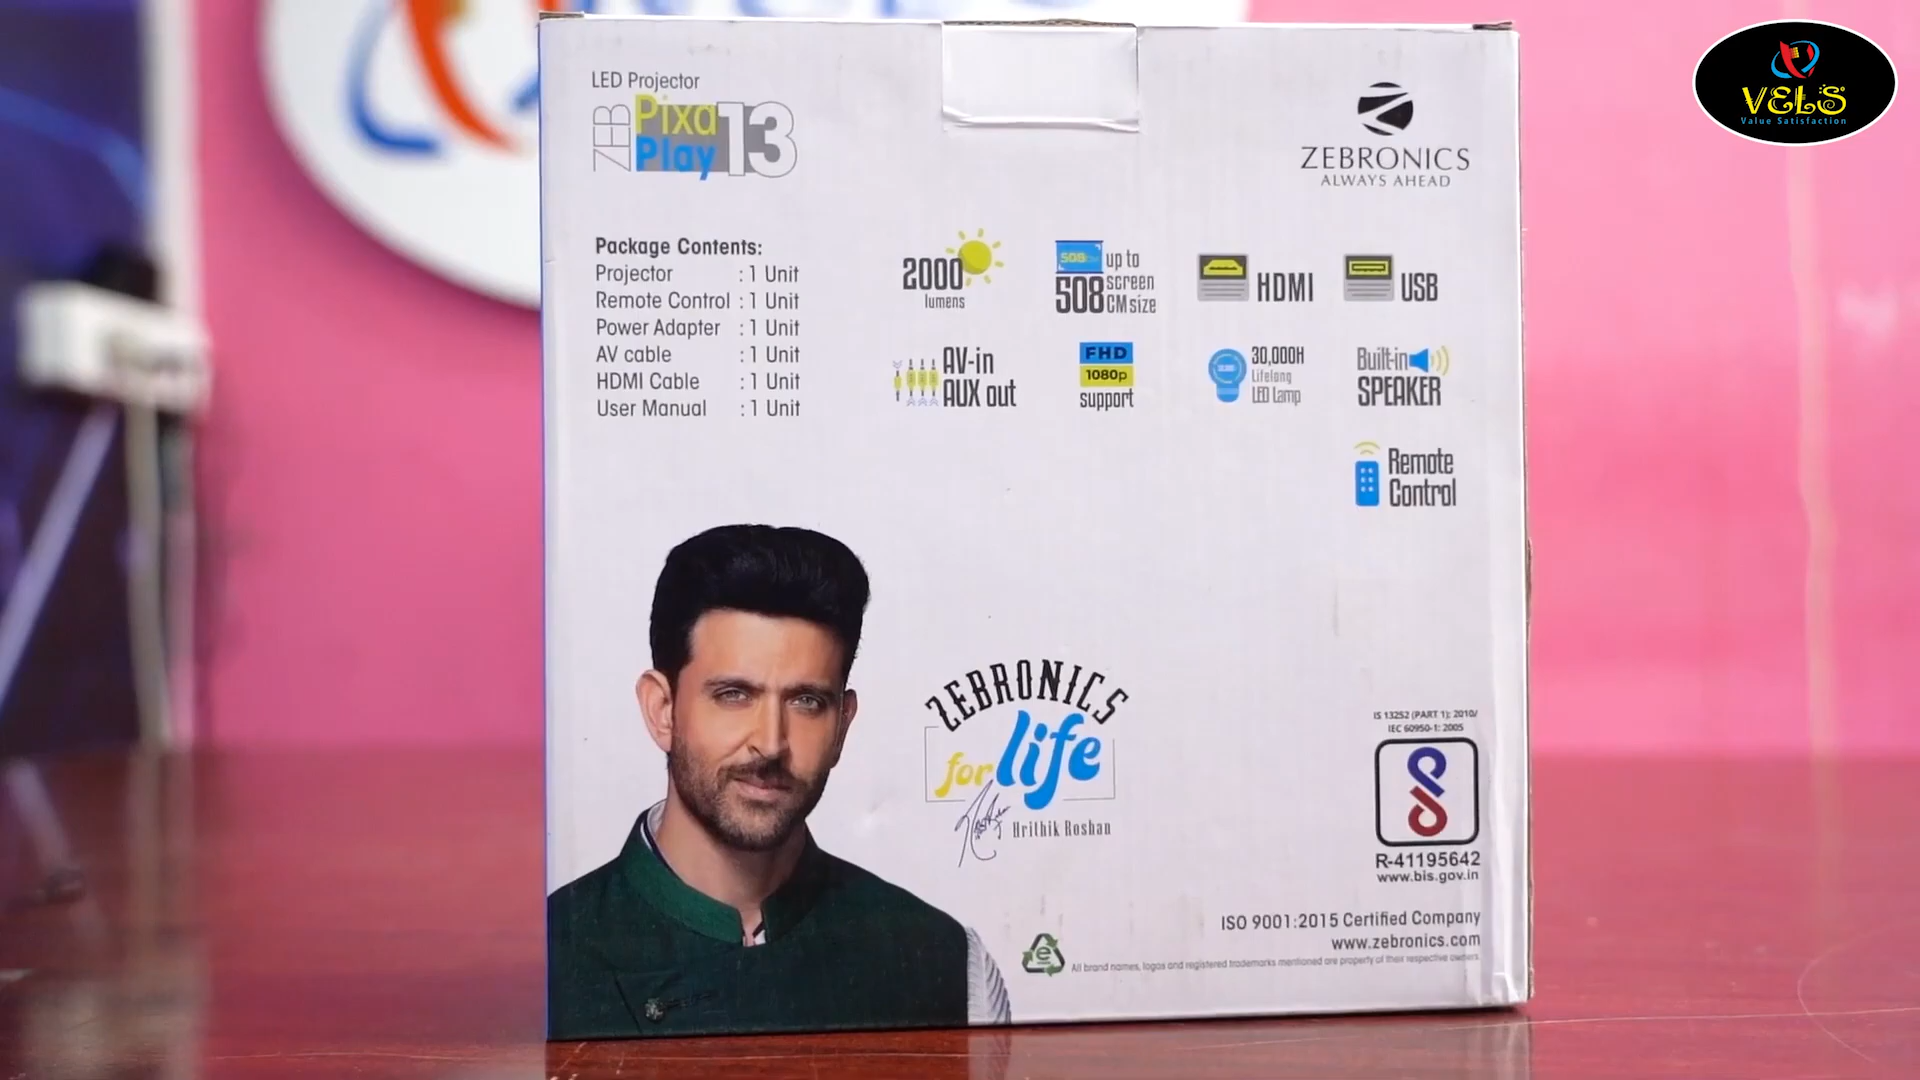 LED Projector
ZEB Pixa Play 13
ZEBRONICS
ALWAYS AHEAD
VELS
Value Satisfaction
Package Contents:
Projector : 1 Unit
Remote Control : 1 Unit
Power Adapter : 1 Unit
AV cable : 1 Unit
HDMI Cable : 1 Unit
User Manual : 1 Unit
2000
lumens
508
up to
508 screen
CM size
HDMI
USB
AV-in
AUX out
FHD
1080p
support
30,000H
Lifelong
LED Lamp
Built-in
SPEAKER
Remote
Control
ZEBRONICS
for life
Hrithik Roshan
IS 13252 (PART 1): 2010/
IEC 60950-1: 2005
R-41195642
www.bis.gov.in
ISO 9001:2015 Certified Company
www.zebronics.com
e
All brand names, logos and registered trademarks mentioned are property of their respective owners.